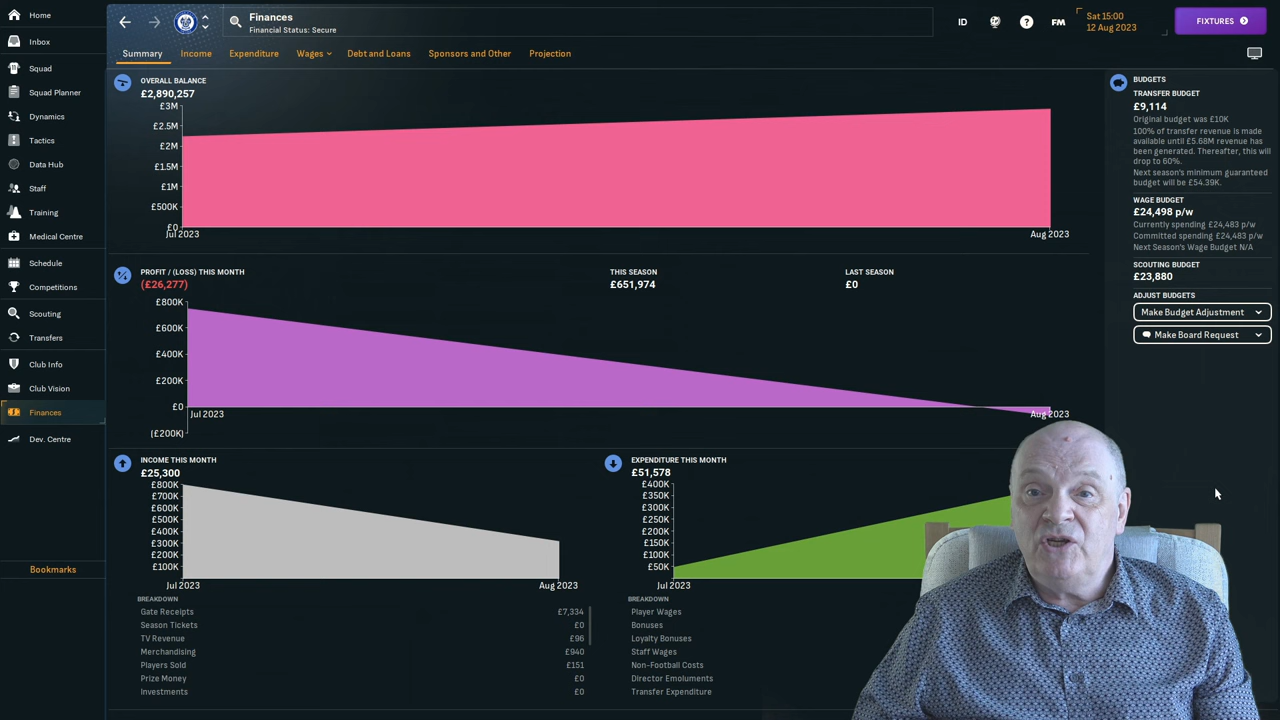 Home
Inbox
Squad
Squad Planner
Dynamics
Tactics
Data Hub
Staff
Training
Medical Centre
Schedule
Competitions
Scouting
Transfers
Club Info
Club Vision
Finances
Dev. Centre
Bookmarks
Finances
Financial Status: Secure
ID
?
FM
Sat 15:00
12 Aug 2023
FIXTURES
Summary
Income
Expenditure
Wages
Debt and Loans
Sponsors and Other
Projection
OVERALL BALANCE
£2,890,257
£3M
£2.5M
£2M
£1.5M
£1M
£500K
£0
Jul 2023
Aug 2023
PROFIT / (LOSS) THIS MONTH
(£26,277)
THIS SEASON
£651,974
LAST SEASON
£0
£800K
£600K
£400K
£200K
£0
(£200K)
Jul 2023
Aug 2023
INCOME THIS MONTH
£25,300
£800K
£700K
£600K
£500K
£400K
£300K
£200K
£100K
Jul 2023
Aug 2023
BREAKDOWN
Gate Receipts £7,334
Season Tickets £0
TV Revenue £96
Merchandising £940
Players Sold £151
Prize Money £0
Investments £0
EXPENDITURE THIS MONTH
£51,578
£400K
£350K
£300K
£250K
£200K
£150K
£100K
£50K
Jul 2023
BREAKDOWN
Player Wages
Bonuses
Loyalty Bonuses
Staff Wages
Non-Football Costs
Director Emoluments
Transfer Expenditure
BUDGETS
TRANSFER BUDGET
£9,114
Original budget was £10K
100% of transfer revenue is made
available until £5.68M revenue has
been generated. Thereafter, this will
drop to 60%.
Next season's minimum guaranteed
budget will be £54.39K.
WAGE BUDGET
£24,498 p/w
Currently spending £24,483 p/w
Committed spending £24,483 p/w
Next Season's Wage Budget N/A
SCOUTING BUDGET
£23,880
ADJUST BUDGETS
Make Budget Adjustment
Make Board Request